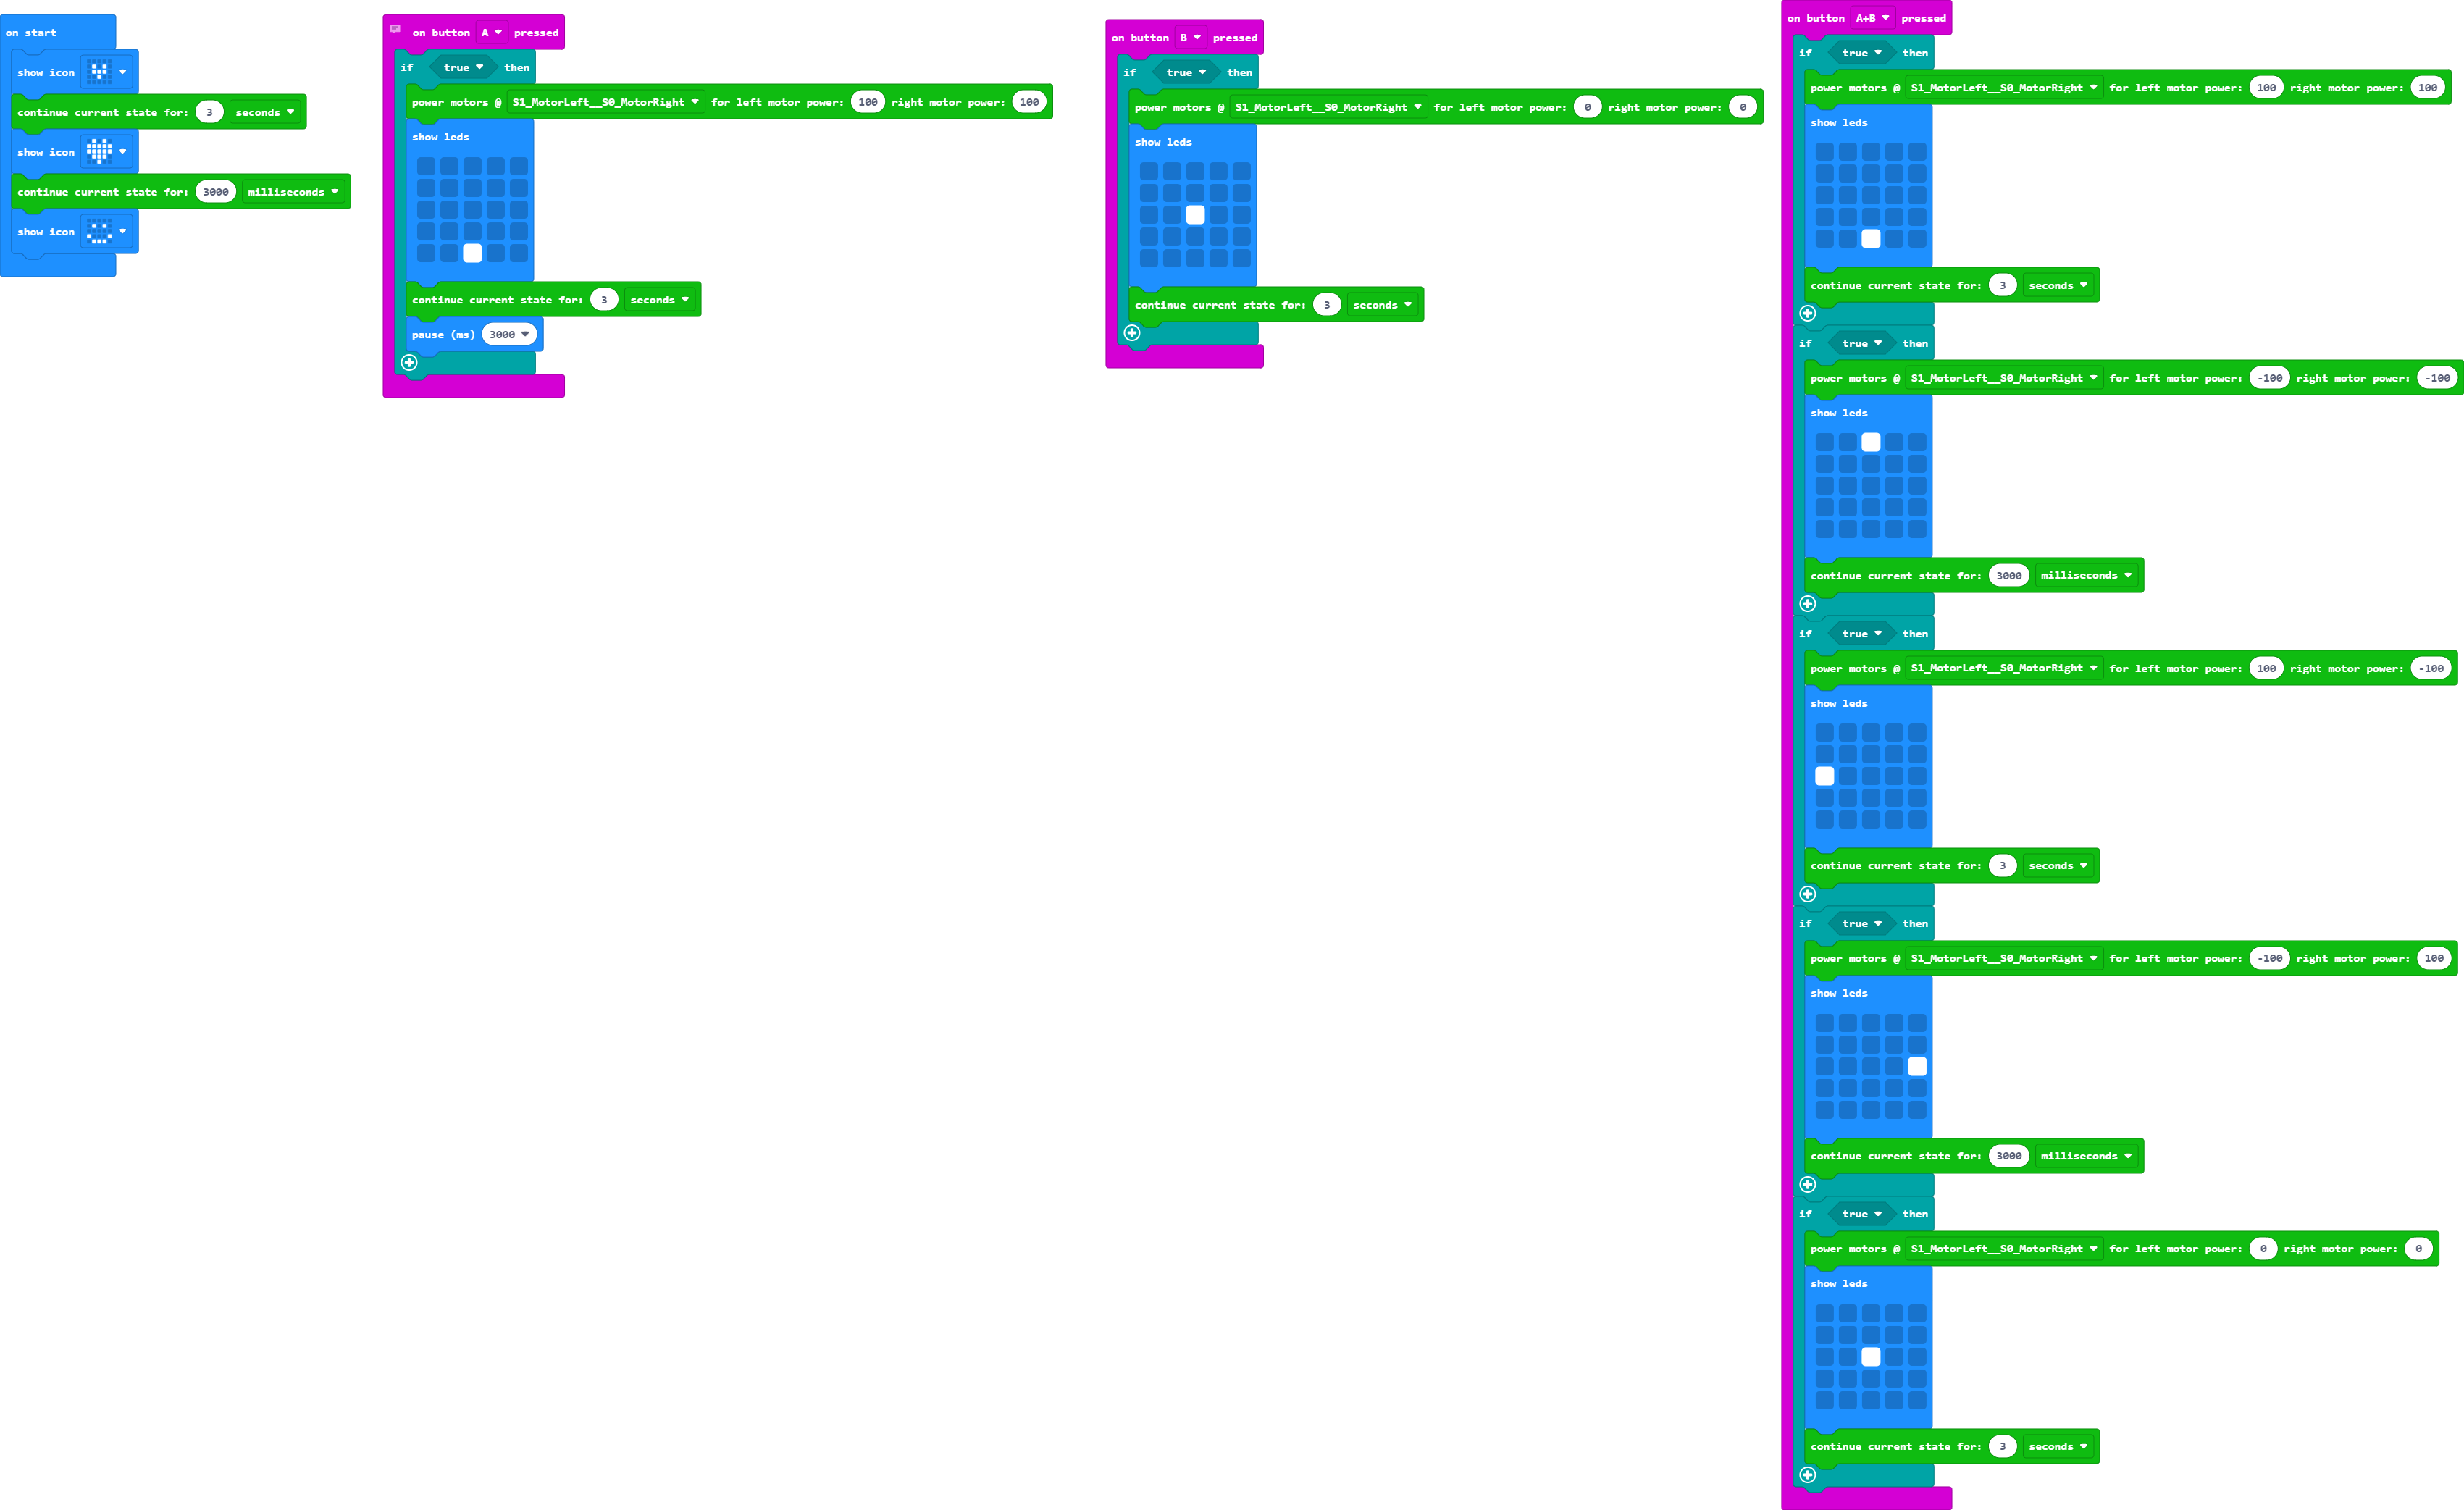 on start
show icon
continue current state for: 3 seconds
show icon
continue current state for: 3000 milliseconds
show icon
on button A pressed
if true then
power motors @ S1_MotorLeft__S0_MotorRight for left motor power: 100 right motor power: 100
show leds
continue current state for: 3 seconds
pause (ms) 3000
on button B pressed
if true then
power motors @ S1_MotorLeft__S0_MotorRight for left motor power: 0 right motor power: 0
show leds
continue current state for: 3 seconds
on button A+B pressed
if true then
power motors @ S1_MotorLeft__S0_MotorRight for left motor power: 100 right motor power: 100
show leds
continue current state for: 3 seconds
if true then
power motors @ S1_MotorLeft__S0_MotorRight for left motor power: -100 right motor power: -100
show leds
continue current state for: 3000 milliseconds
if true then
power motors @ S1_MotorLeft__S0_MotorRight for left motor power: 100 right motor power: -100
show leds
continue current state for: 3 seconds
if true then
power motors @ S1_MotorLeft__S0_MotorRight for left motor power: -100 right motor power: 100
show leds
continue current state for: 3000 milliseconds
if true then
power motors @ S1_MotorLeft__S0_MotorRight for left motor power: 0 right motor power: 0
show leds
continue current state for: 3 seconds